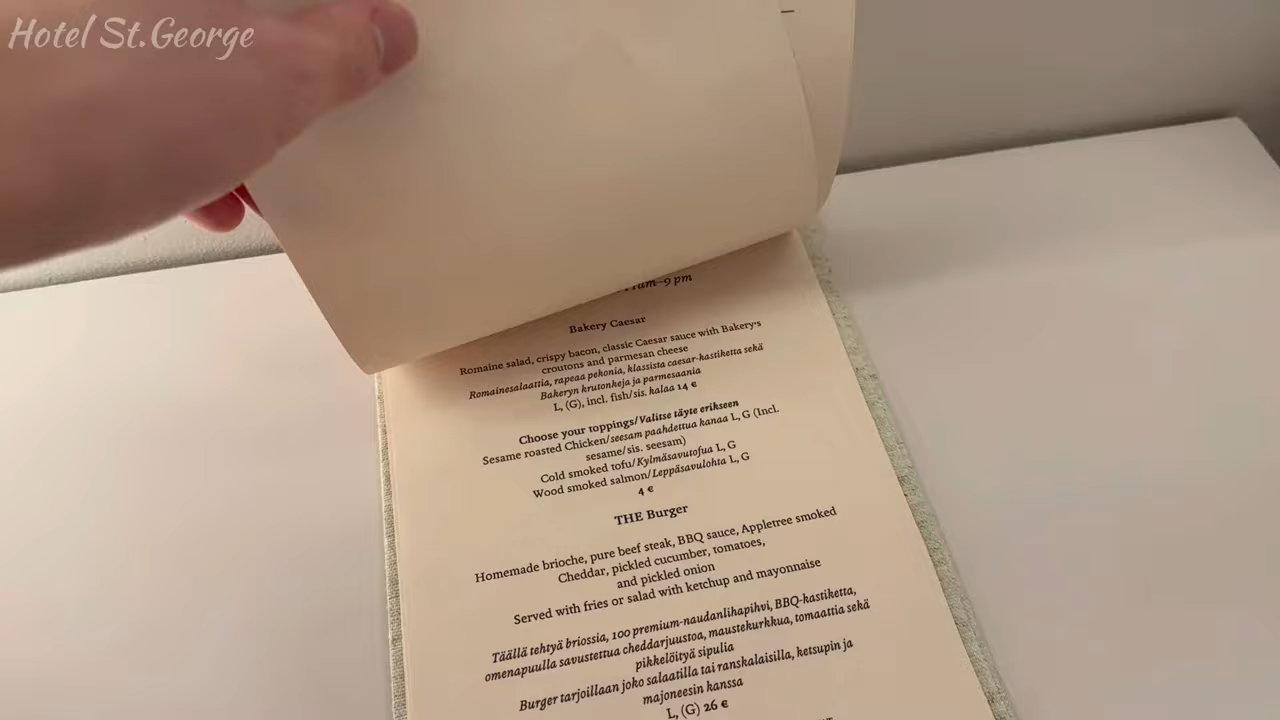 Hotel St.George
am–9 pm
Bakery Caesar
Romaine salad, crispy bacon, classic Caesar sauce with Bakery's
croutons and parmesan cheese
Romainesalaattia, rapeaa pekonia, klassista caesar-kastiketta sekä
Bakeryn krutonkeja ja parmesaania
L, (G), incl. fish/sis. kalaa 14 €
Choose your toppings/Valitse täyte erikseen
Sesame roasted Chicken/seesam paahdettua kanaa L, G (Incl.
sesame/sis. seesam)
Cold smoked tofu/Kylmäsavutofua L, G
Wood smoked salmon/Leppäsavulohta L, G
4 €
THE Burger
Homemade brioche, pure beef steak, BBQ sauce, Appletree smoked
Cheddar, pickled cucumber, tomatoes,
and pickled onion
Served with fries or salad with ketchup and mayonnaise
Täällä tehtyä briossia, 100 premium-naudanlihapihvi, BBQ-kastiketta,
omenapuulla savustettua cheddarjuustoa, maustekurkkua, tomaattia sekä
pikkelöityä sipulia
Burger tarjoillaan joko salaatilla tai ranskalaisilla, ketsupin ja
majoneesin kanssa
L, (G) 26 €